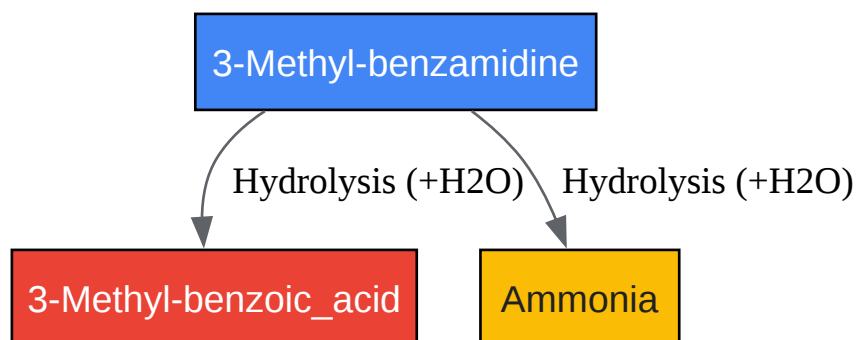 3-Methyl-benzamidine
Hydrolysis (+H2O) Hydrolysis (+H2O)
3-Methyl-benzoic_acid
Ammonia